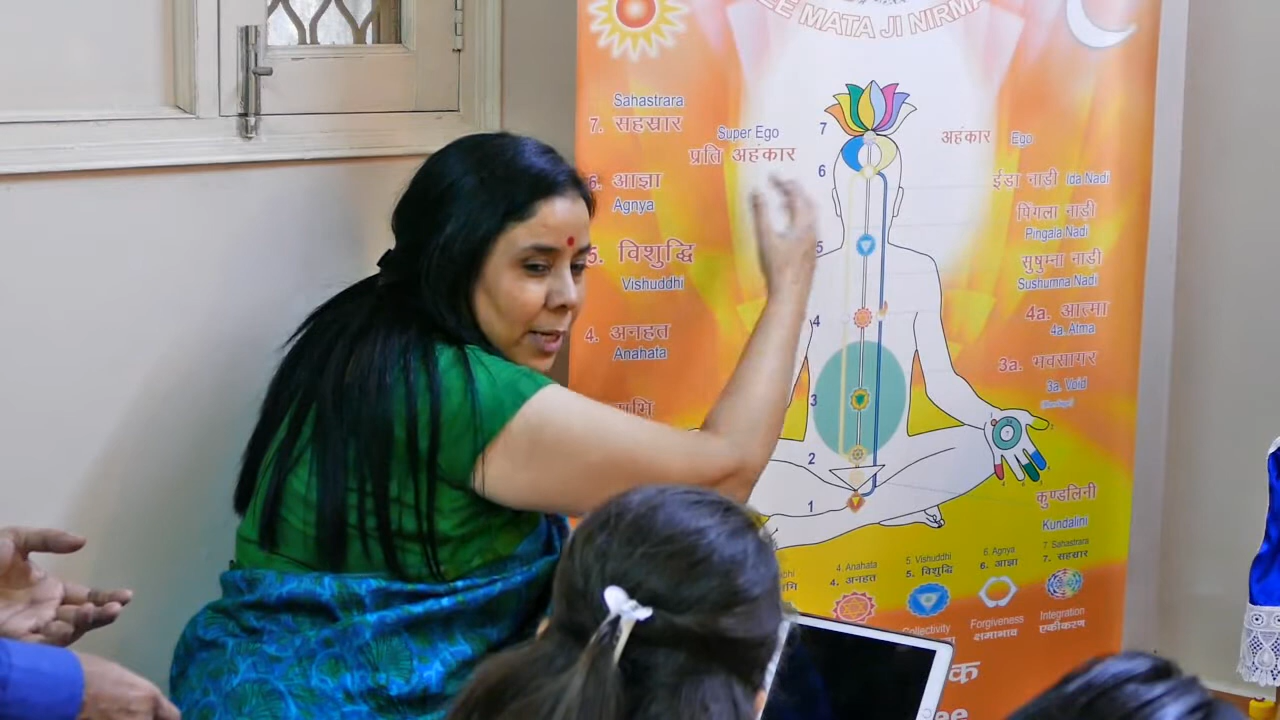 MATA JI
Sahastrara
7. सहस्रार
Super Ego
प्रति अहंकार
6. आज्ञा
Agnya
5. विशुद्धि
Vishuddhi
4. अनहत
Anahata
7
6
5
4
3
2
1
अहंकार Ego
ईडा नाड़ी Ida Nadi
पिंगला नाड़ी
Pingala Nadi
सुषुम्ना नाड़ी
Sushumna Nadi
4a. आत्मा
4a. Atma
3a. भवसागर
3a. Void
कुण्डलिनी
Kundalini
4. Anahata
4. अनहत
5. Vishuddhi
5. विशुद्धि
6. Agnya
6. आज्ञा
7. Sahastrara
7. सहस्रार
Collectivity
Forgiveness
क्षमाभाव
Integration
एकीकरण